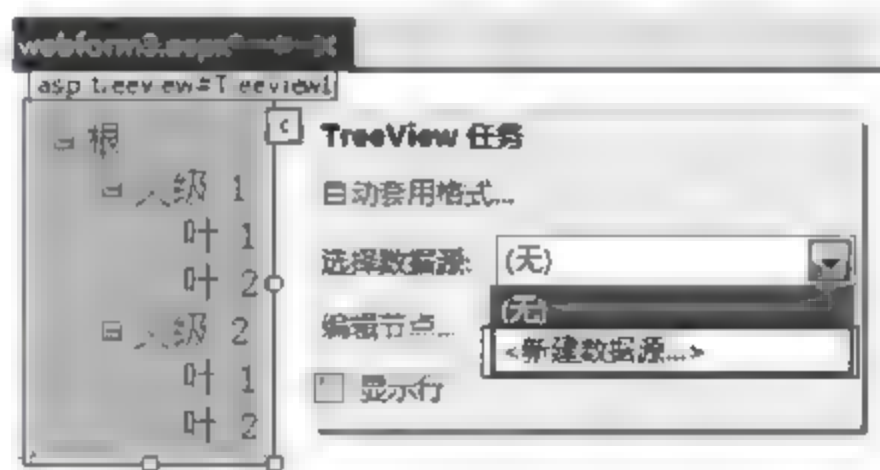 webform3.aspx*
asp:treeview#Treeview1
根
父级 1
叶 1
叶 2
父级 2
叶 1
叶 2
TreeView 任务
自动套用格式...
选择数据源: (无)
(无)
<新建数据源...>
编辑节点...
显示行